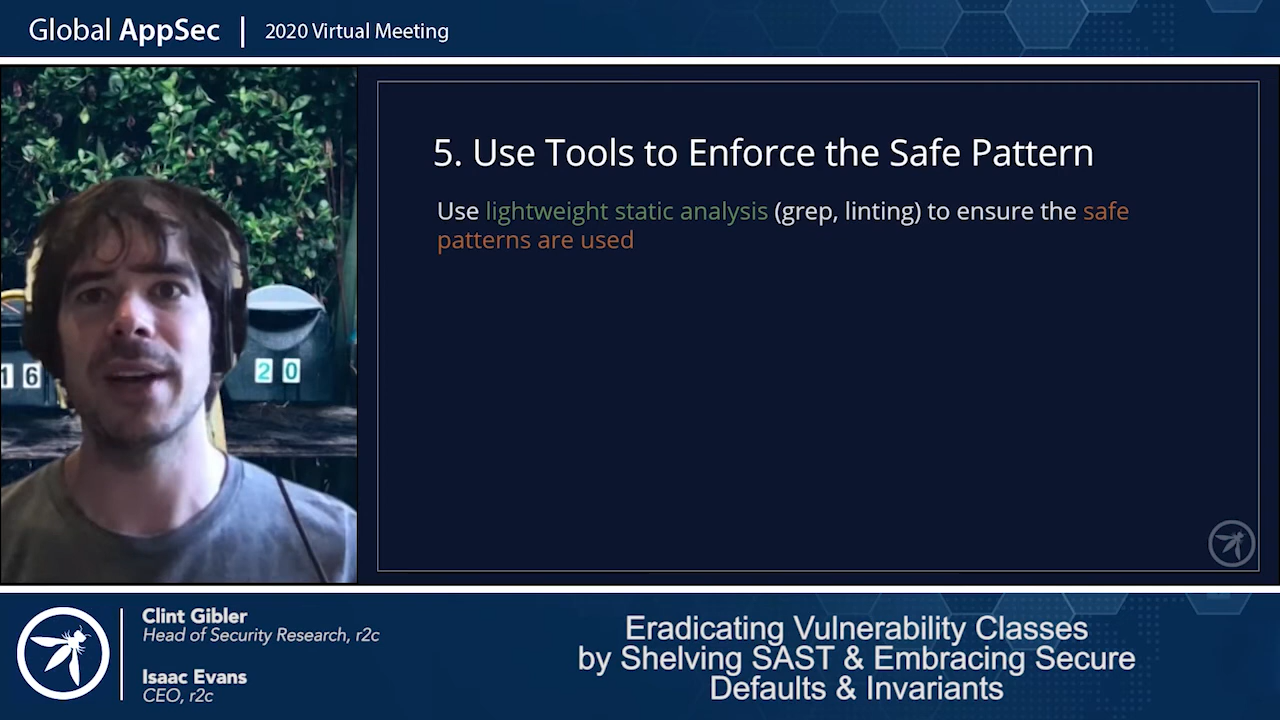 Global AppSec | 2020 Virtual Meeting
5. Use Tools to Enforce the Safe Pattern
Use lightweight static analysis (grep, linting) to ensure the safe
patterns are used
16
20
Clint Gibler
Head of Security Research, r2c
Isaac Evans
CEO, r2c
Eradicating Vulnerability Classes
by Shelving SAST & Embracing Secure
Defaults & Invariants